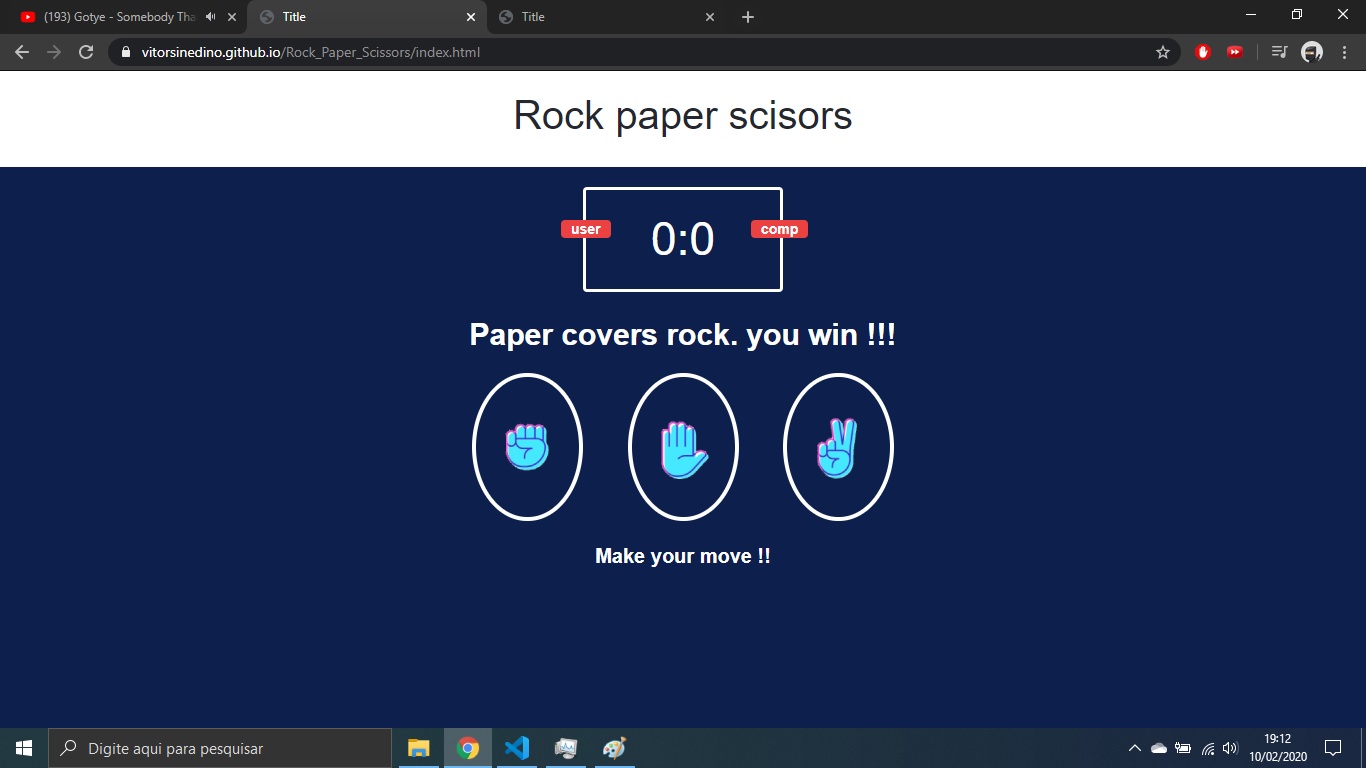 (193) Gotye - Somebody Tha
Title
Title
vitorsinedino.github.io/Rock_Paper_Scissors/index.html
Rock paper scisors
user
0:0
comp
Paper covers rock. you win !!!
Make your move !!
Digite aqui para pesquisar
19:12
10/02/2020